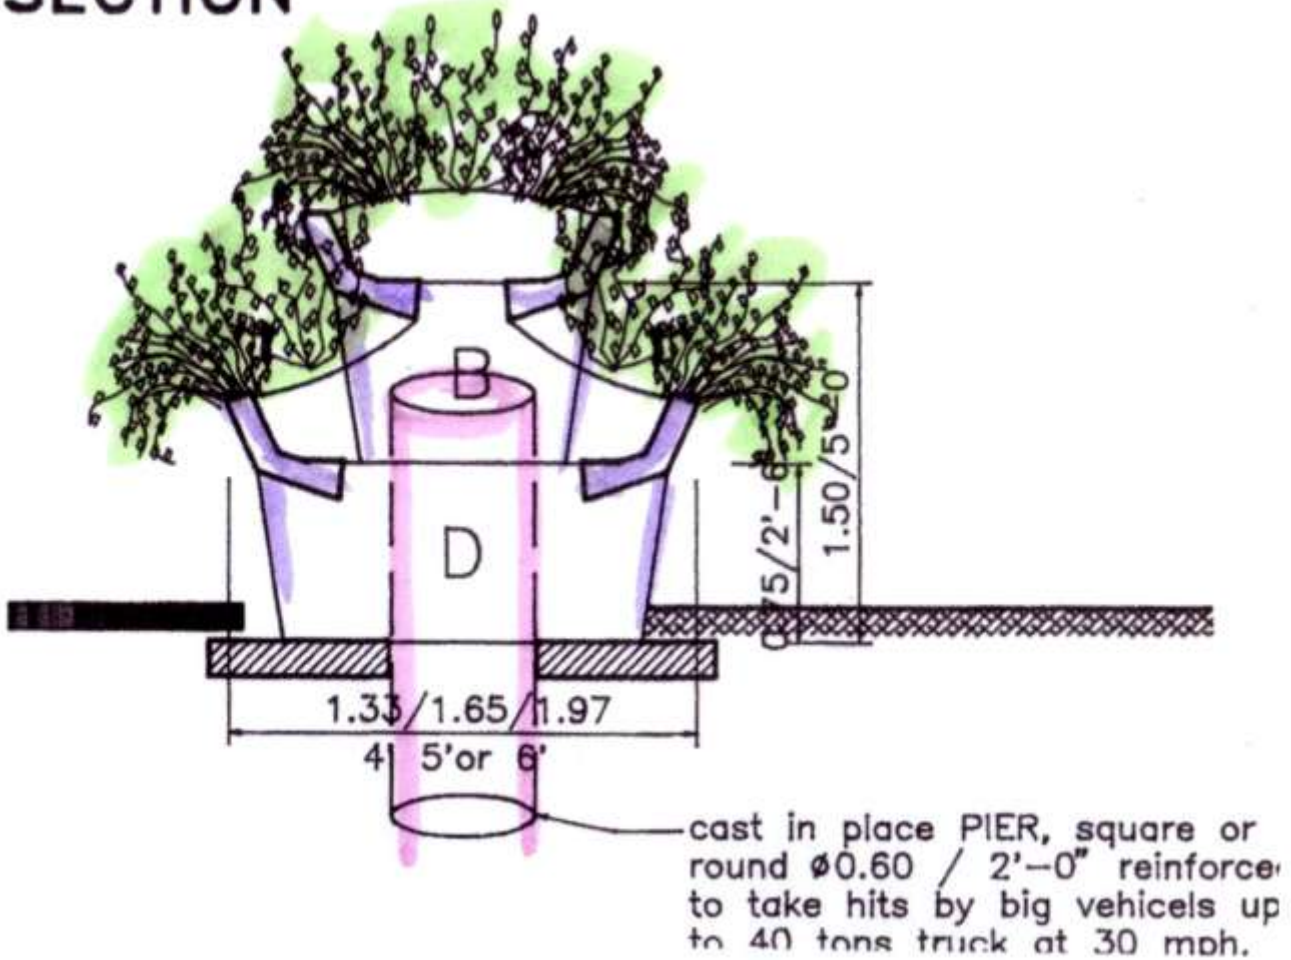 SECTION
B
D
1.50/5'-0
0.75/2'-6
1.33/1.65/1.97
4' 5'or 6'
cast in place PIER, square or
round ø0.60 / 2'-0" reinforce
to take hits by big vehicels up
to 40 tons truck at 30 mph.